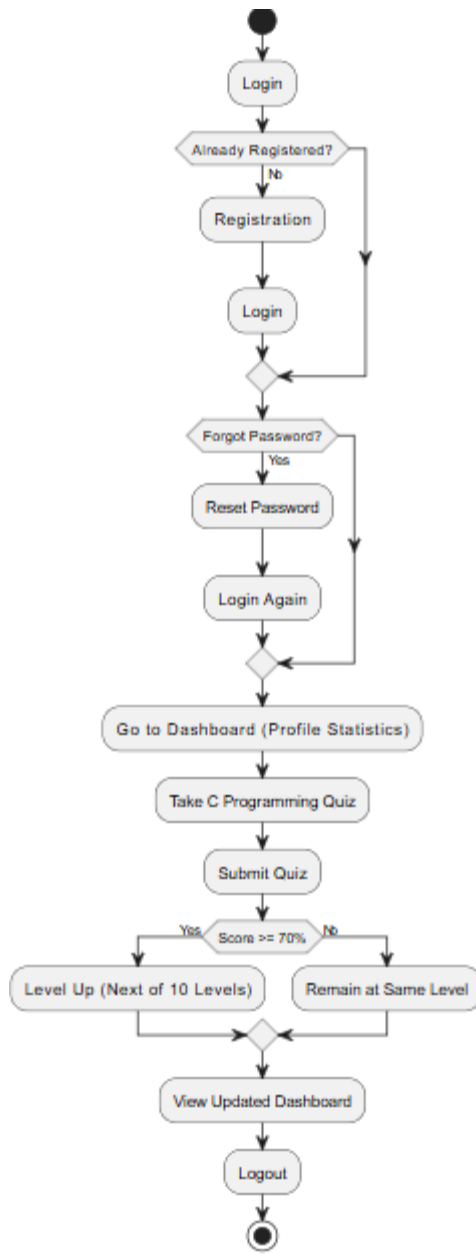 Login
Already Registered?
No
Registration
Login
Forgot Password?
Yes
Reset Password
Login Again
Go to Dashboard (Profile Statistics)
Take C Programming Quiz
Submit Quiz
Yes
Score >= 70%
No
Level Up (Next of 10 Levels)
Remain at Same Level
View Updated Dashboard
Logout